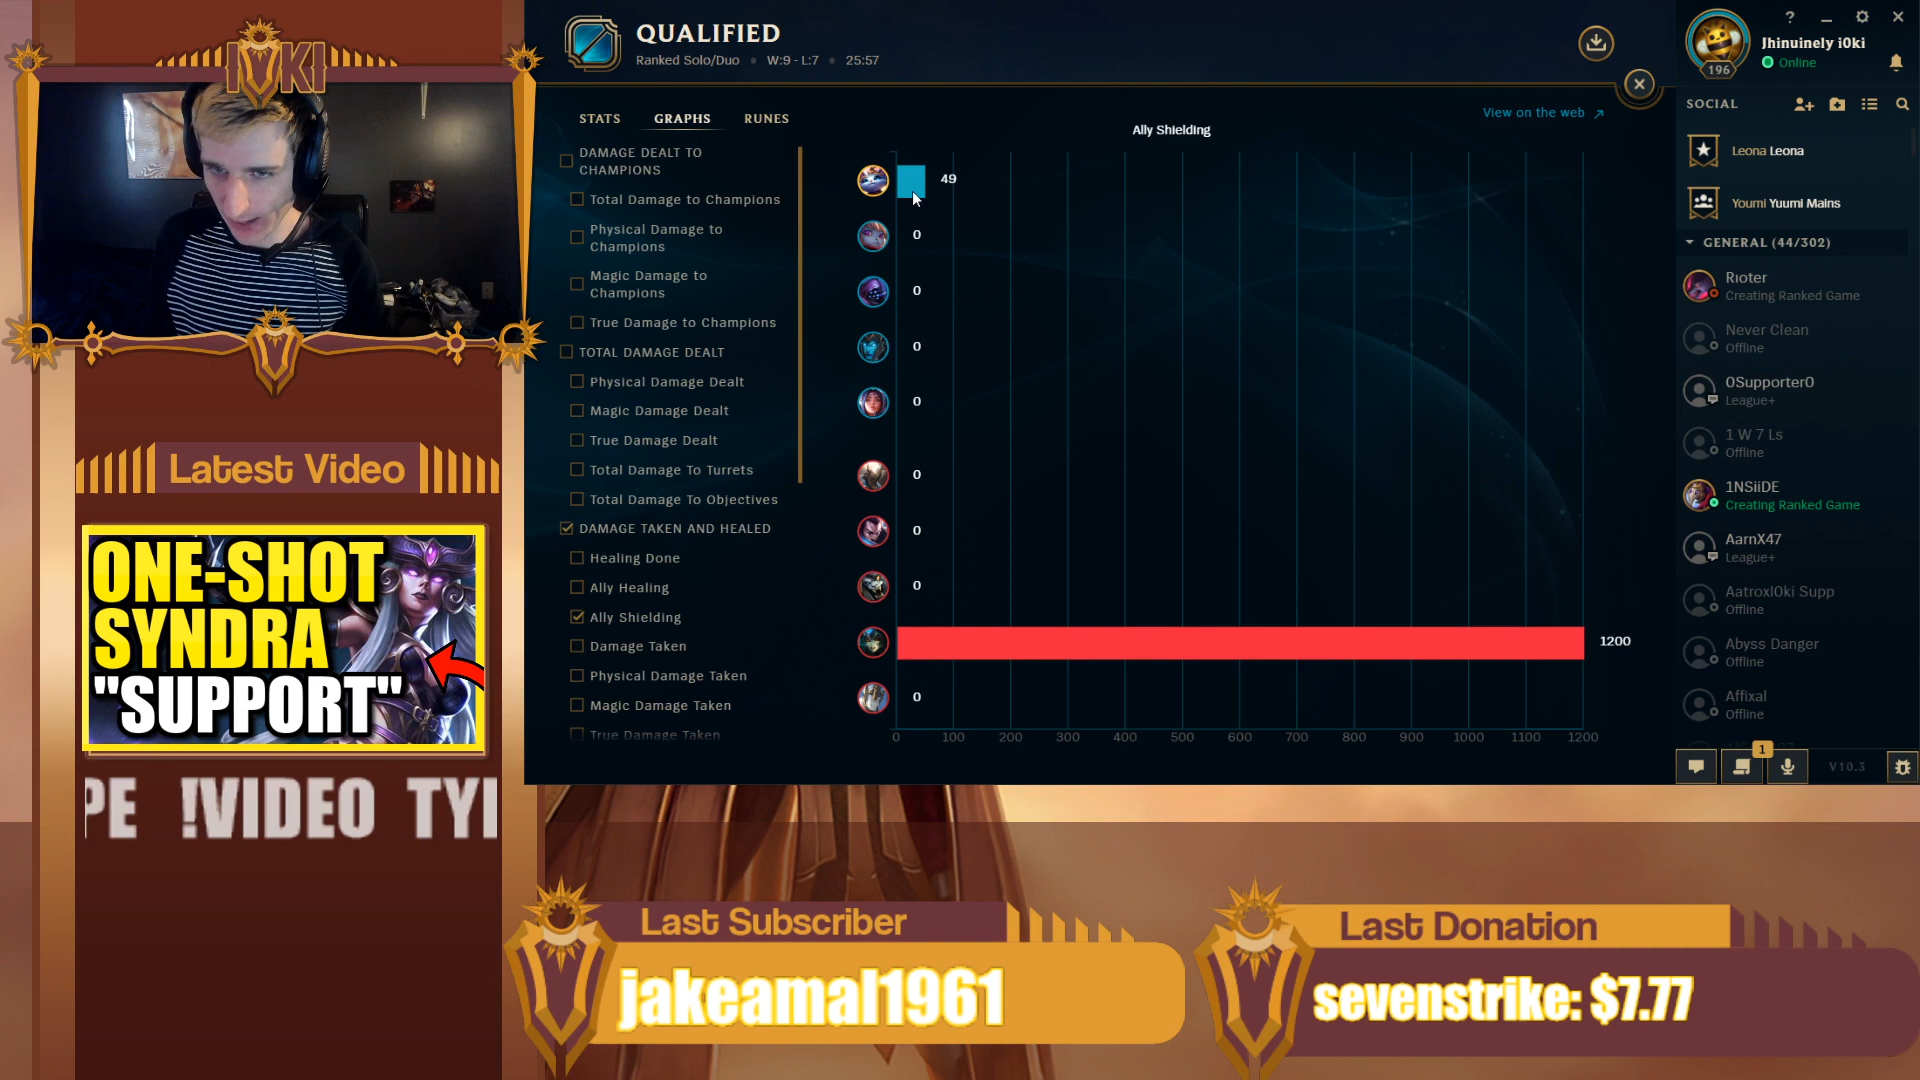 I0KI
Latest Video
ONE-SHOT
SYNDRA
"SUPPORT"
PE !VIDEO TY
QUALIFIED
Ranked Solo/Duo • W:9 - L:7 • 25:57
STATS
GRAPHS
RUNES
View on the web
DAMAGE DEALT TO
CHAMPIONS
Total Damage to Champions
Physical Damage to
Champions
Magic Damage to
Champions
True Damage to Champions
TOTAL DAMAGE DEALT
Physical Damage Dealt
Magic Damage Dealt
True Damage Dealt
Total Damage To Turrets
Total Damage To Objectives
DAMAGE TAKEN AND HEALED
Healing Done
Ally Healing
Ally Shielding
Damage Taken
Physical Damage Taken
Magic Damage Taken
True Damage Taken
Ally Shielding
49
0
0
0
0
0
0
0
1200
0
0 100 200 300 400 500 600 700 800 900 1000 1100 1200
196
Jhinuinely i0ki
Online
SOCIAL
Leona Leona
Youmi Yuumi Mains
GENERAL (44/302)
Rıoter
Creating Ranked Game
Never Clean
Offline
0Supporter0
League+
1 W 7 Ls
Offline
1NSiiDE
Creating Ranked Game
AarnX47
League+
Aatroxl0ki Supp
Offline
Abyss Danger
Offline
Affixal
Offline
1
V10.3
Last Subscriber
jakeamal1961
Last Donation
sevenstrike: $7.77